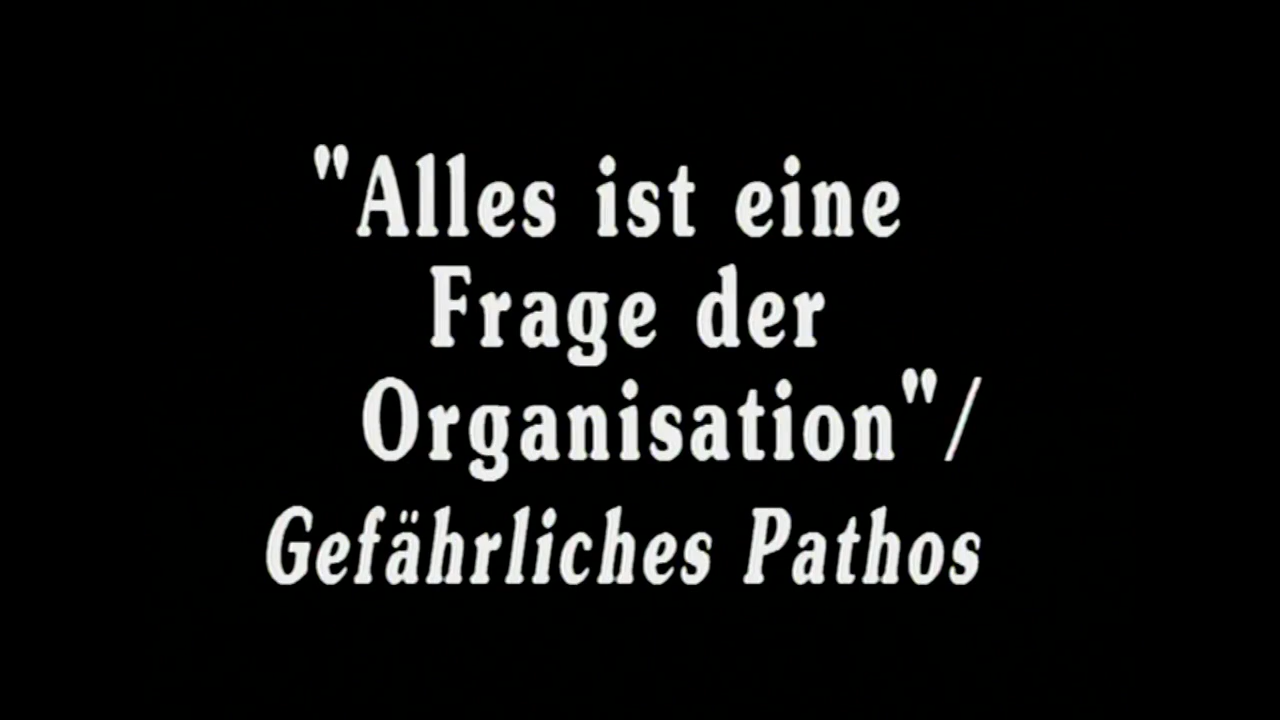 "Alles ist eine
Frage der
Organisation"/
Gefährliches Pathos